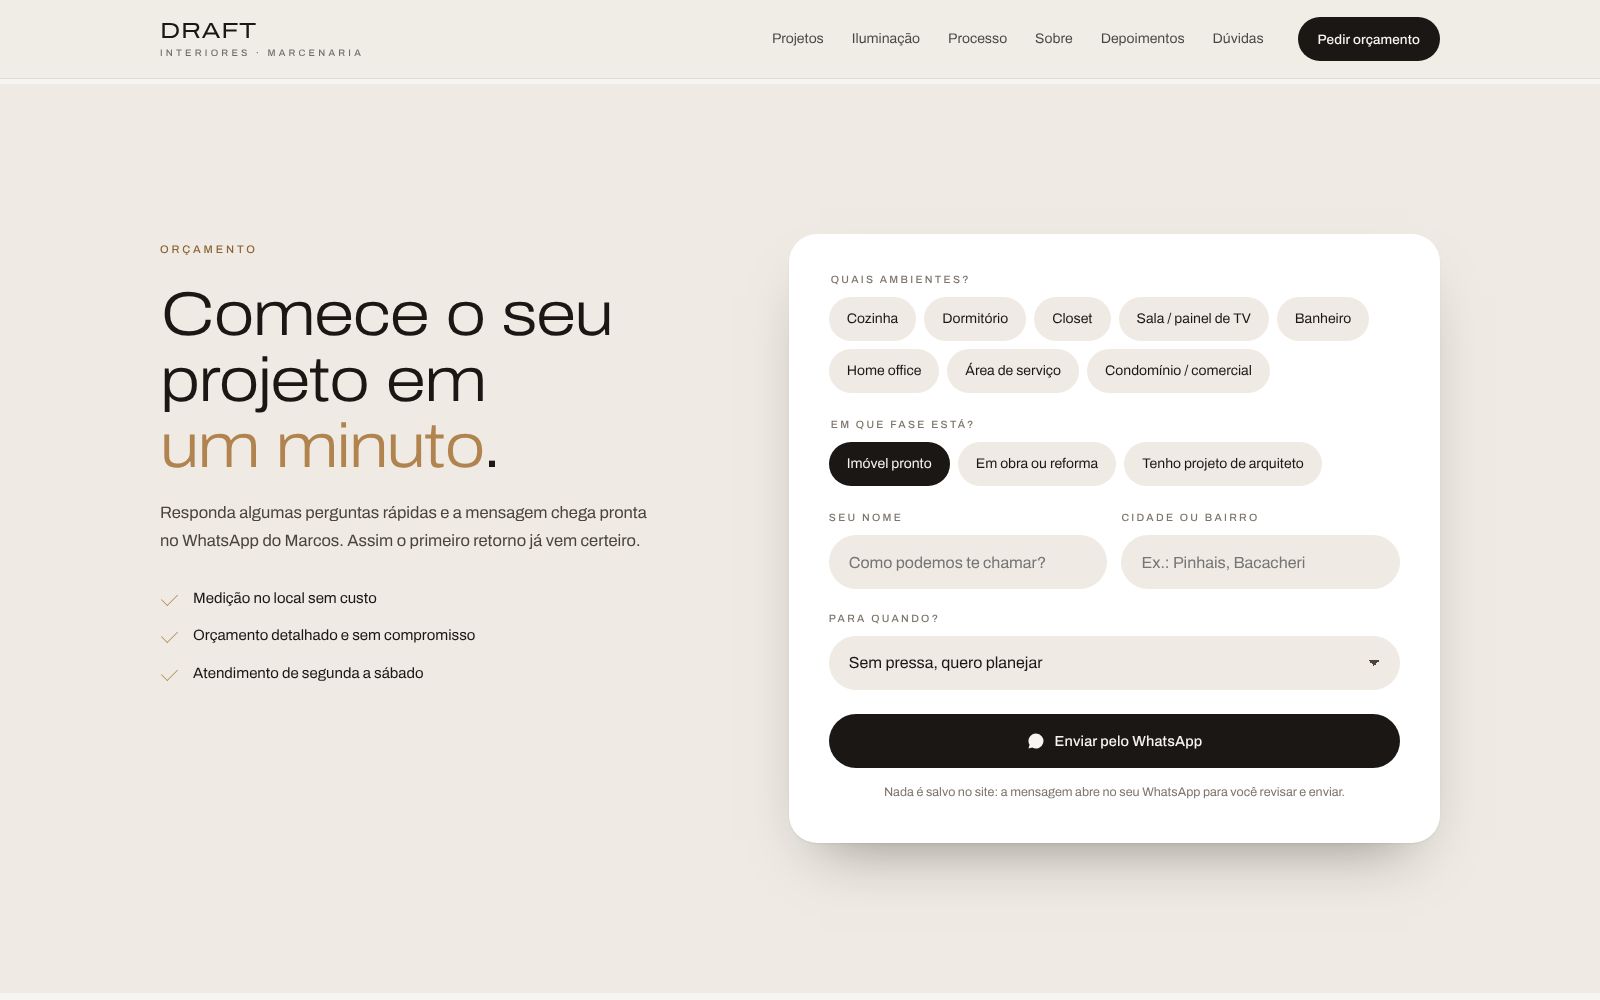 DRAFT
INTERIORES · MARCENARIA
Projetos
Iluminação
Processo
Sobre
Depoimentos
Dúvidas
Pedir orçamento
ORÇAMENTO
Comece o seu
projeto em
um minuto.
Responda algumas perguntas rápidas e a mensagem chega pronta
no WhatsApp do Marcos. Assim o primeiro retorno já vem certeiro.
Medição no local sem custo
Orçamento detalhado e sem compromisso
Atendimento de segunda a sábado
QUAIS AMBIENTES?
Cozinha
Dormitório
Closet
Sala / painel de TV
Banheiro
Home office
Área de serviço
Condomínio / comercial
EM QUE FASE ESTÁ?
Imóvel pronto
Em obra ou reforma
Tenho projeto de arquiteto
SEU NOME
Como podemos te chamar?
CIDADE OU BAIRRO
Ex.: Pinhais, Bacacheri
PARA QUANDO?
Sem pressa, quero planejar
Enviar pelo WhatsApp
Nada é salvo no site: a mensagem abre no seu WhatsApp para você revisar e enviar.